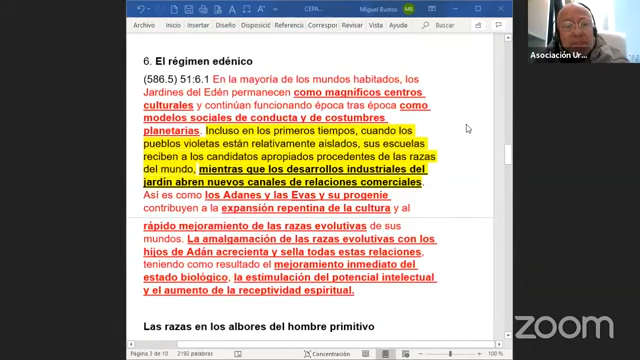 CEPA...
Miguel Bustos
MB
Archivo Inicio Insertar Diseño Disposició Referencia Correspon Revisar Vista Ayuda Acrobat
Buscar
Asociación Ur...
6. El régimen edénico
(586.5) 51:6.1 En la mayoría de los mundos habitados, los
Jardines del Edén permanecen como magníficos centros
culturales y continúan funcionando época tras época como
modelos sociales de conducta y de costumbres
planetarias. Incluso en los primeros tiempos, cuando los
pueblos violetas están relativamente aislados, sus escuelas
reciben a los candidatos apropiados procedentes de las razas
del mundo, mientras que los desarrollos industriales del
jardín abren nuevos canales de relaciones comerciales.
Así es como los Adanes y las Evas y su progenie
contribuyen a la expansión repentina de la cultura y al
rápido mejoramiento de las razas evolutivas de sus
mundos. La amalgamación de las razas evolutivas con los
hijos de Adán acrecienta y sella todas estas relaciones,
teniendo como resultado el mejoramiento inmediato del
estado biológico, la estimulación del potencial intelectual
y el aumento de la receptividad espiritual.
Las razas en los albores del hombre primitivo
zoom
Página 3 de 10 2192 palabras Concentración 100 %